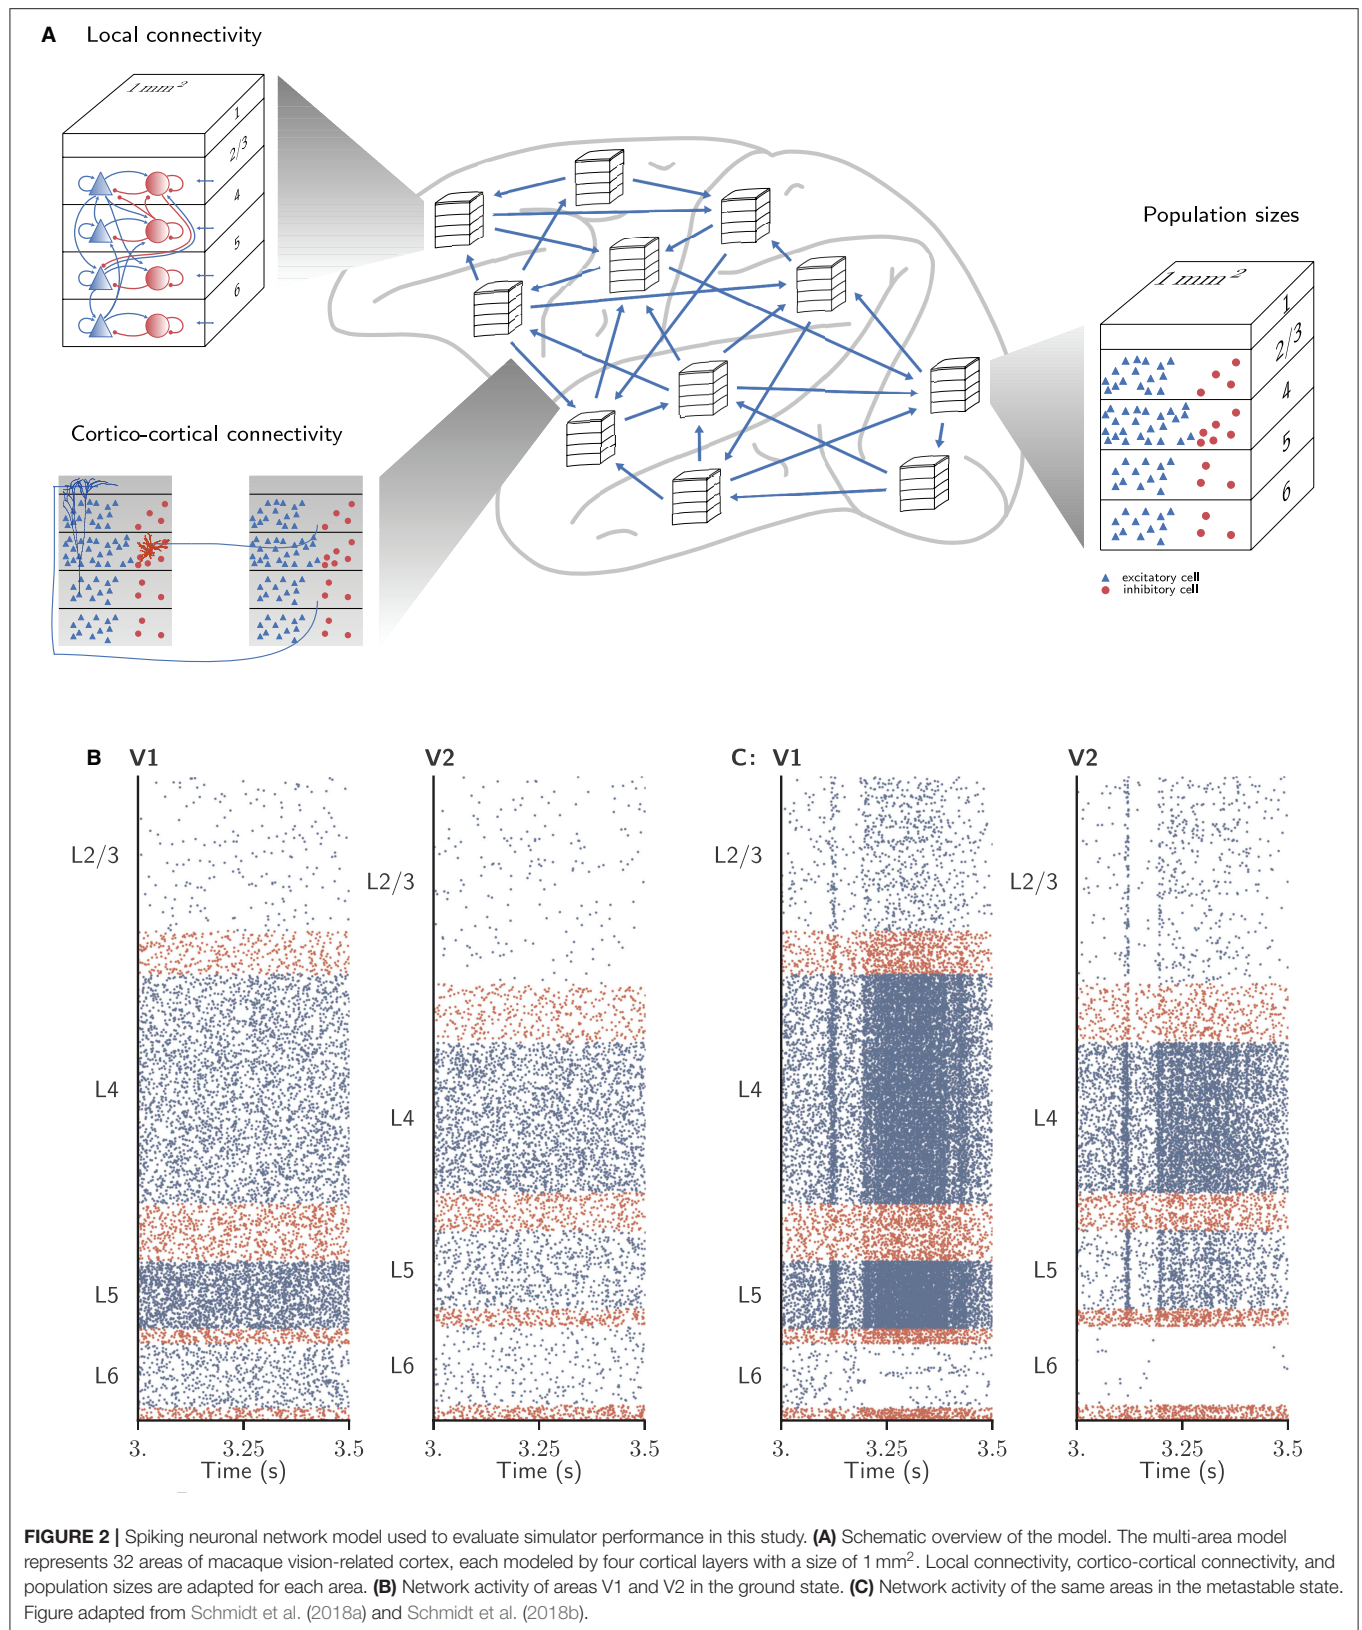 A Local connectivity
1 mm²
1
2/3
4
5
6
Population sizes
1 mm²
1
2/3
4
5
6
excitatory cell
inhibitory cell
Cortico-cortical connectivity
B V1
V2
C: V1
V2
L2/3
L4
L5
L6
3.
3.25
3.5
Time (s)
L2/3
L4
L5
L6
3.
3.25
3.5
Time (s)
L2/3
L4
L5
L6
3.
3.25
3.5
Time (s)
L2/3
L4
L5
L6
3.
3.25
3.5
Time (s)
FIGURE 2 | Spiking neuronal network model used to evaluate simulator performance in this study. (A) Schematic overview of the model. The multi-area model
represents 32 areas of macaque vision-related cortex, each modeled by four cortical layers with a size of 1 mm². Local connectivity, cortico-cortical connectivity, and
population sizes are adapted for each area. (B) Network activity of areas V1 and V2 in the ground state. (C) Network activity of the same areas in the metastable state.
Figure adapted from Schmidt et al. (2018a) and Schmidt et al. (2018b).